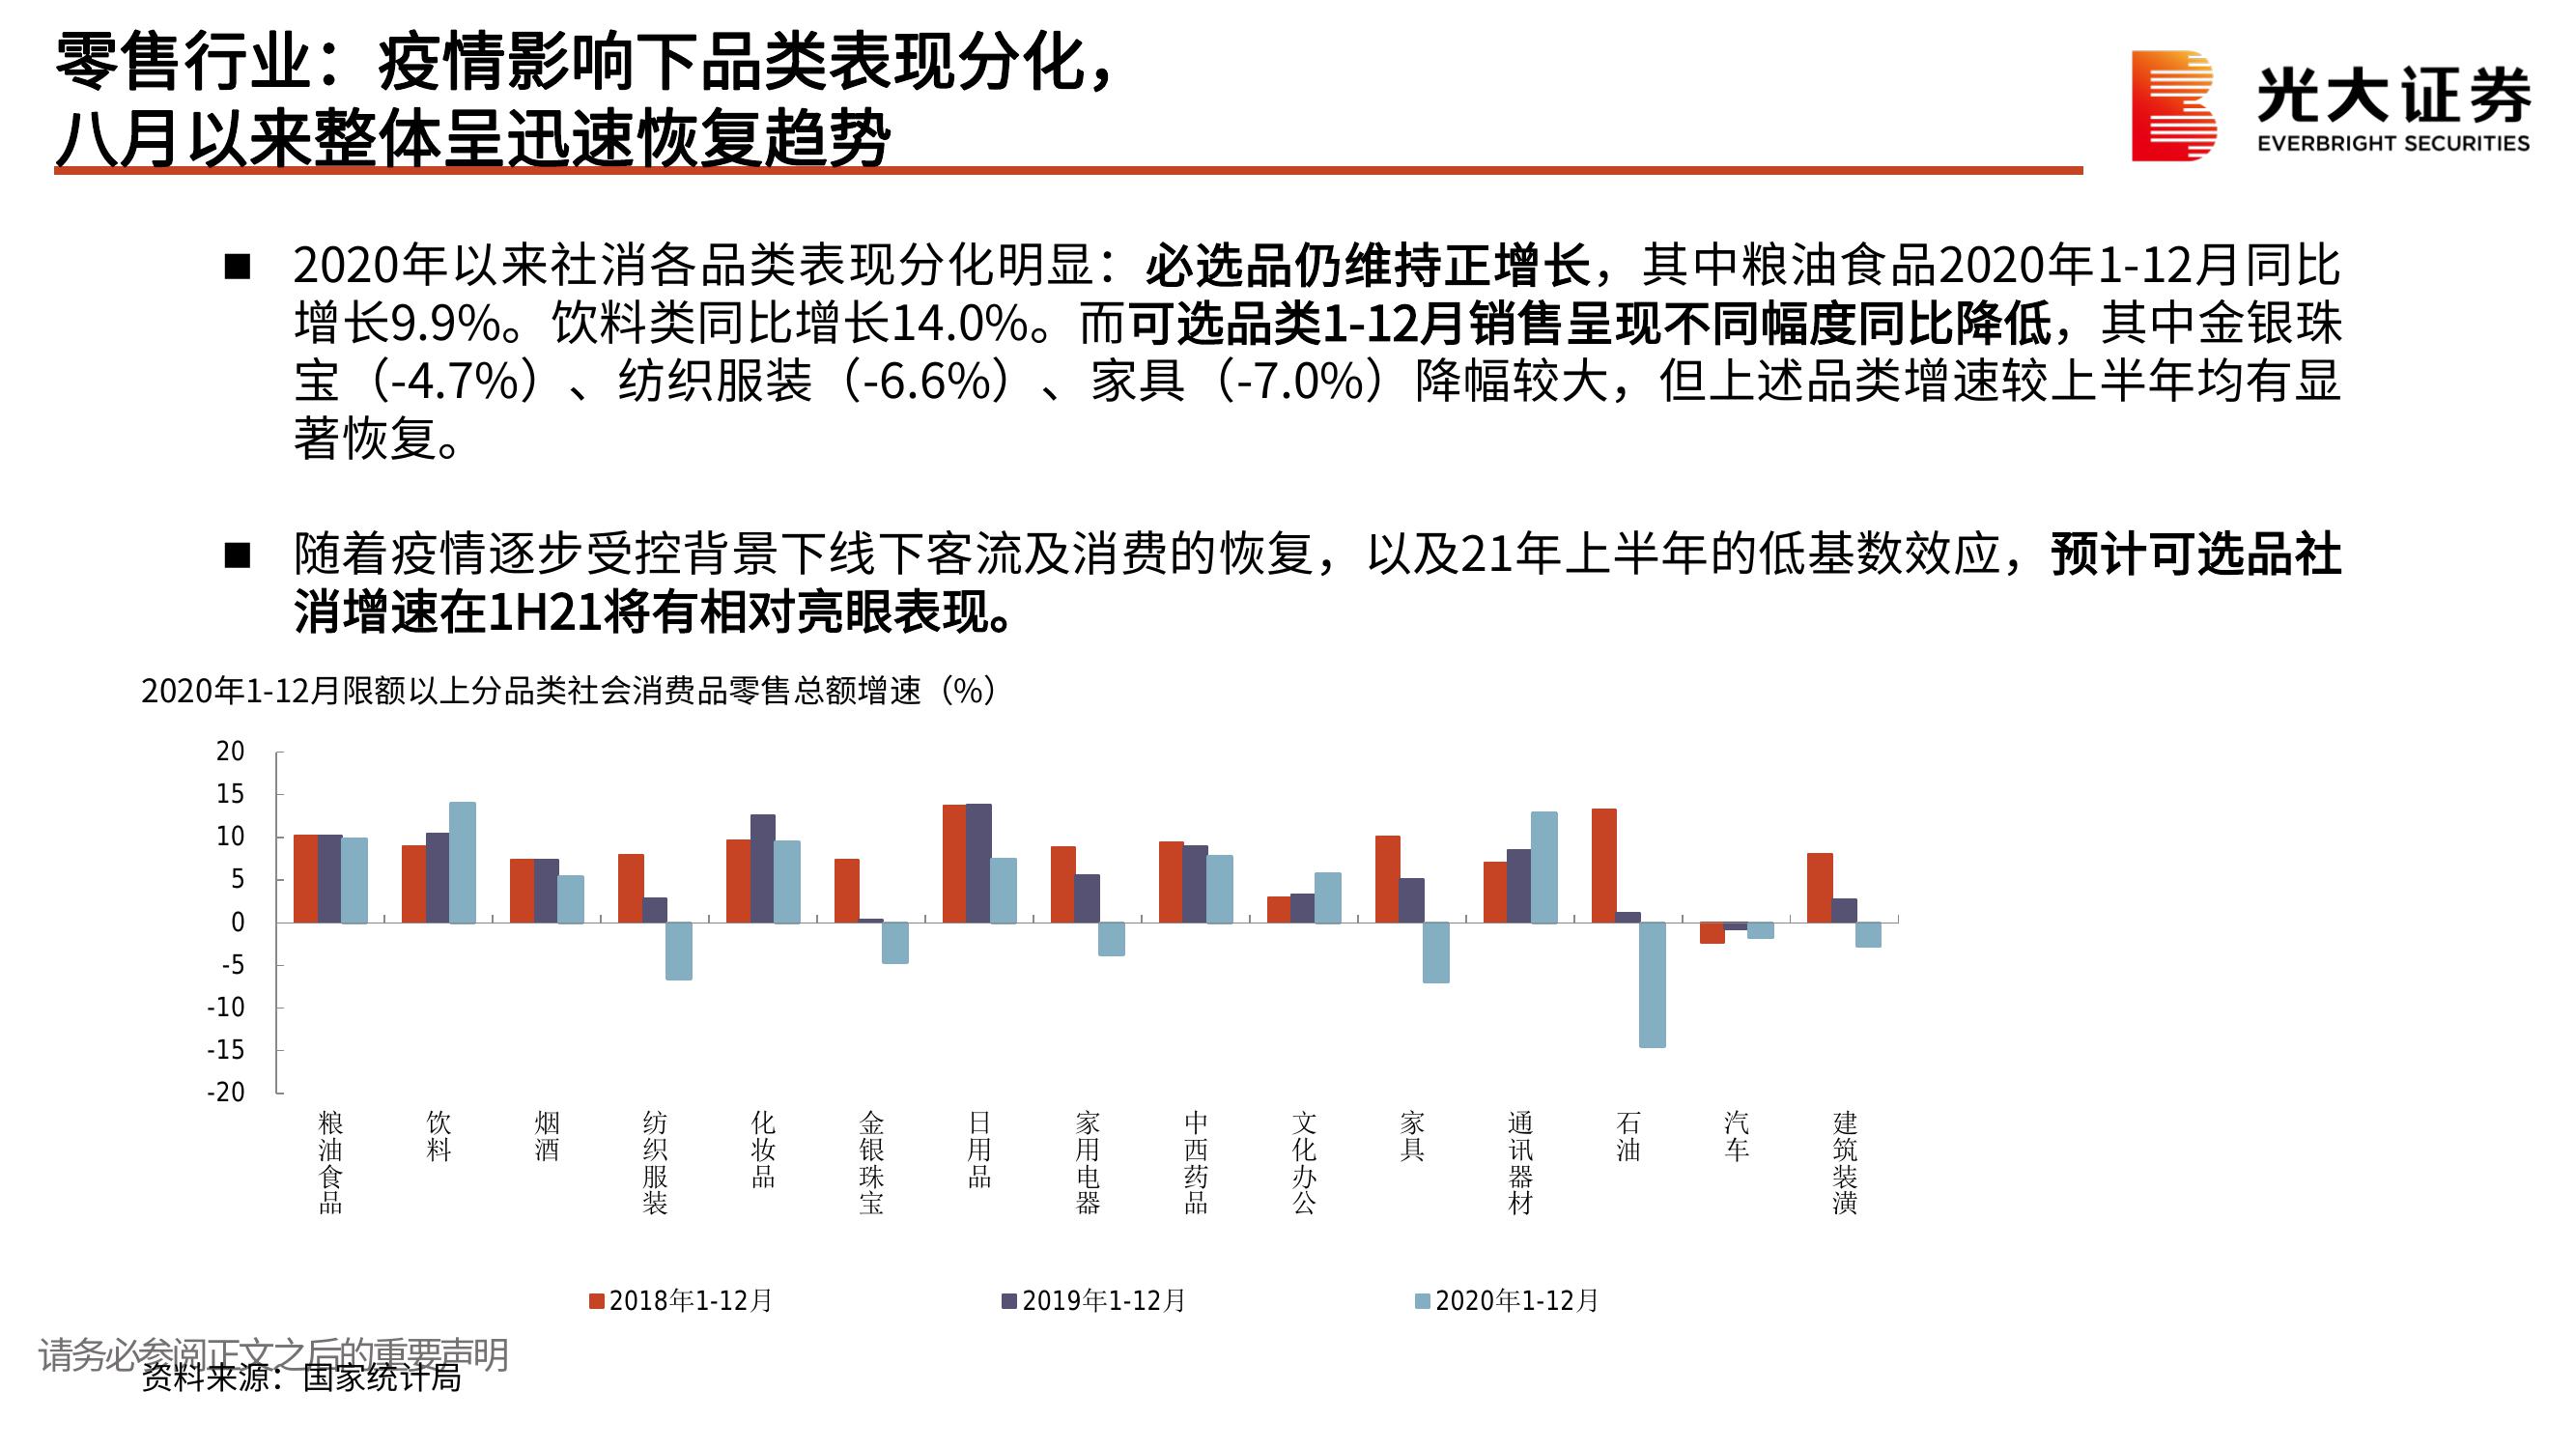 零售行业：疫情影响下品类表现分化，
八月以来整体呈迅速恢复趋势
光大证券
EVERBRIGHT SECURITIES
■ 2020年以来社消各品类表现分化明显：必选品仍维持正增长，其中粮油食品2020年1-12月同比
增长9.9%。饮料类同比增长14.0%。而可选品类1-12月销售呈现不同幅度同比降低，其中金银珠
宝（-4.7%）、纺织服装（-6.6%）、家具（-7.0%）降幅较大，但上述品类增速较上半年均有显
著恢复。
■ 随着疫情逐步受控背景下线下客流及消费的恢复，以及21年上半年的低基数效应，预计可选品社
消增速在1H21将有相对亮眼表现。
2020年1-12月限额以上分品类社会消费品零售总额增速（%）
20
15
10
5
0
-5
-10
-15
-20
粮油食品
饮料
烟酒
纺织服装
化妆品
金银珠宝
日用品
家用电器
中西药品
文化办公
家具
通讯器材
石油
汽车
建筑装潢
2018年1-12月
2019年1-12月
2020年1-12月
请务必参阅正文之后的重要声明
资料来源：国家统计局